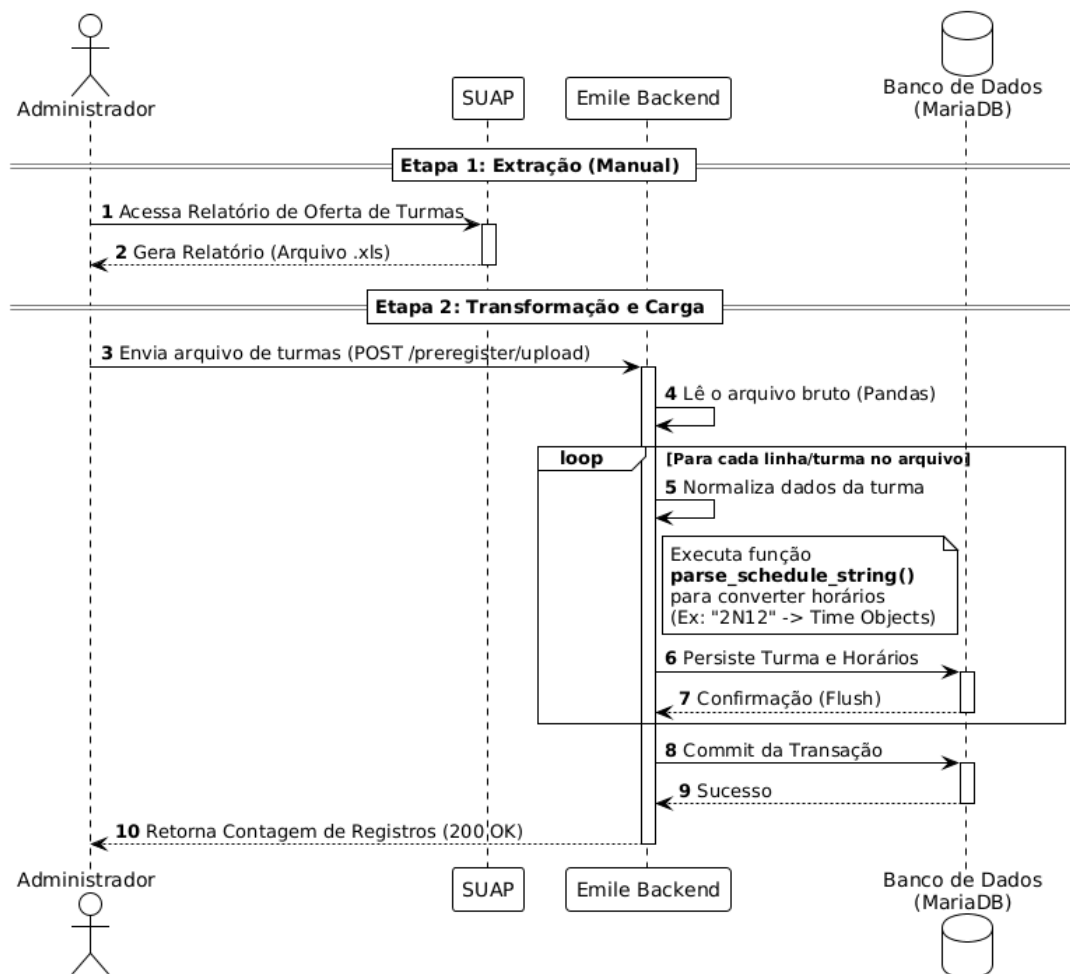 Administrador
SUAP
Emile Backend
Banco de Dados
(MariaDB)
Etapa 1: Extração (Manual)
1 Acessa Relatório de Oferta de Turmas
2 Gera Relatório (Arquivo .xls)
Etapa 2: Transformação e Carga
3 Envia arquivo de turmas (POST /preregister/upload)
4 Lê o arquivo bruto (Pandas)
loop [Para cada linha/turma no arquivo]
5 Normaliza dados da turma
Executa função
parse_schedule_string()
para converter horários
(Ex: "2N12" -> Time Objects)
6 Persiste Turma e Horários
7 Confirmação (Flush)
8 Commit da Transação
9 Sucesso
10 Retorna Contagem de Registros (200 OK)
Administrador
SUAP
Emile Backend
Banco de Dados
(MariaDB)